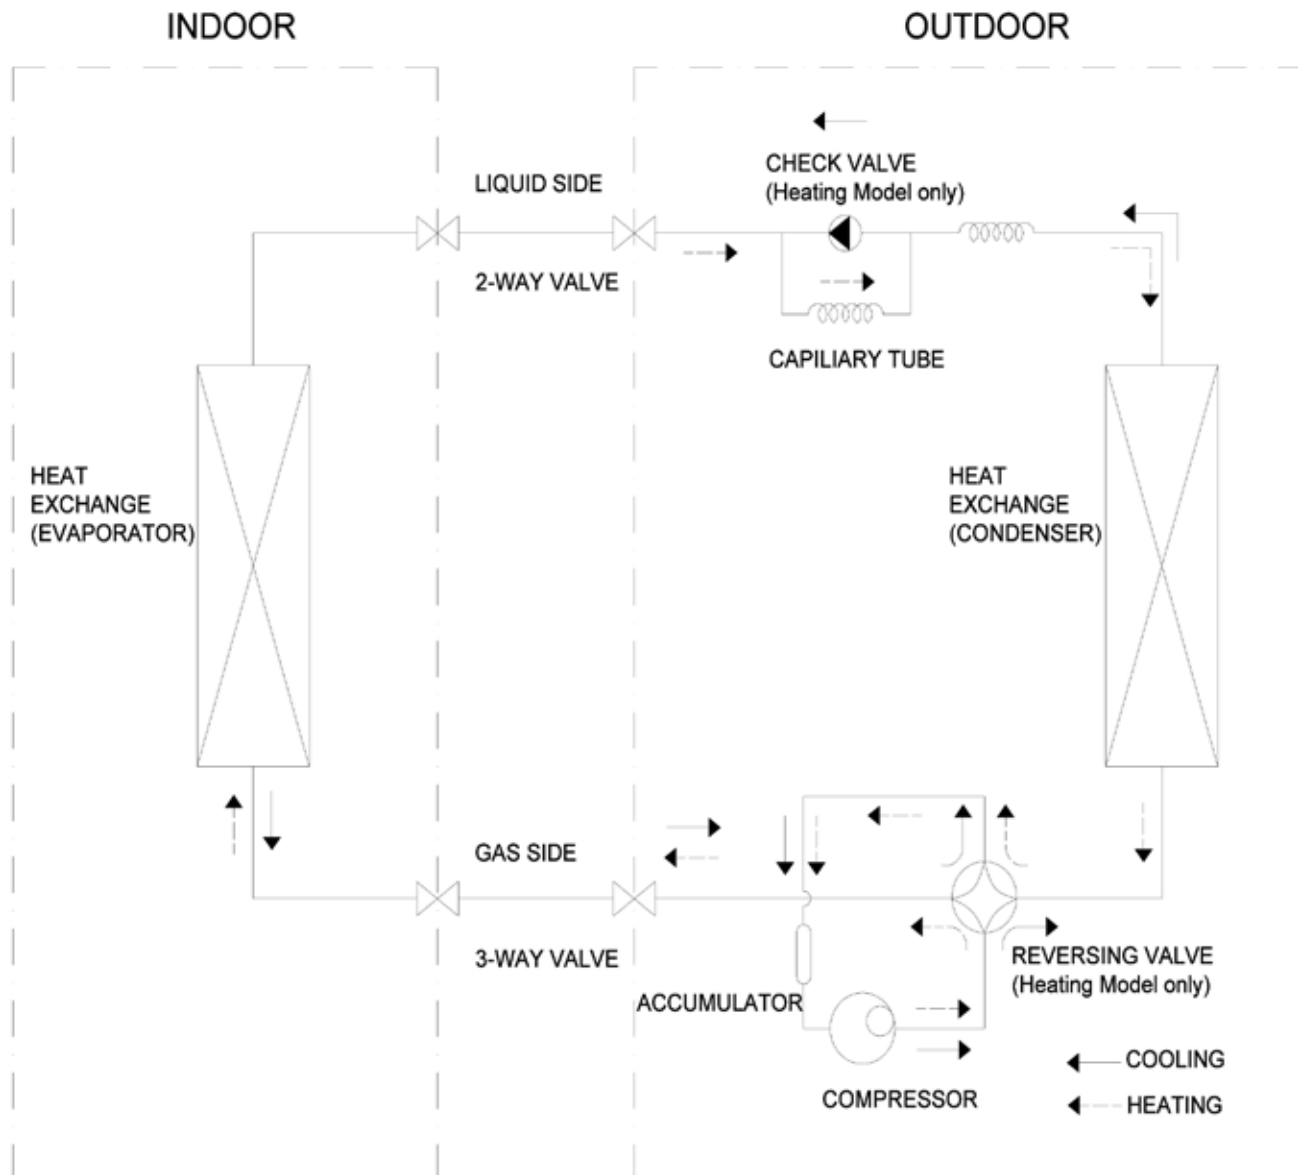 INDOOR
OUTDOOR
CHECK VALVE
(Heating Model only)
LIQUID SIDE
2-WAY VALVE
CAPILIARY TUBE
HEAT
EXCHANGE
(EVAPORATOR)
HEAT
EXCHANGE
(CONDENSER)
GAS SIDE
3-WAY VALVE
REVERSING VALVE
(Heating Model only)
ACCUMULATOR
COMPRESSOR
COOLING
HEATING